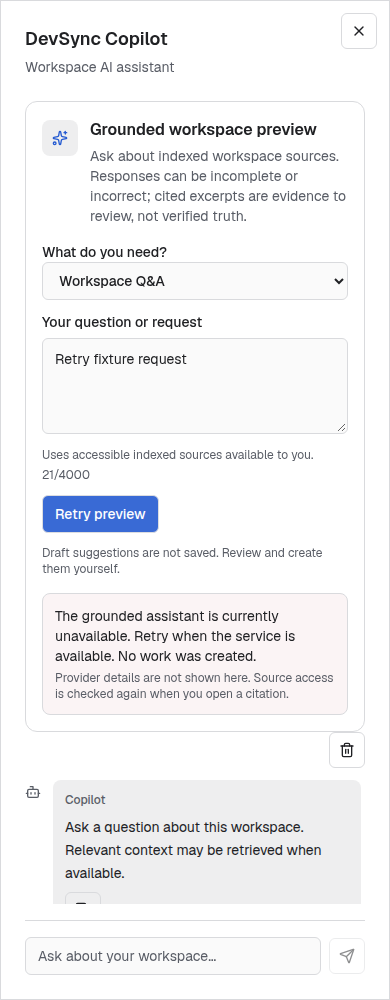 DevSync Copilot
Workspace AI assistant
Grounded workspace preview
Ask about indexed workspace sources.
Responses can be incomplete or
incorrect; cited excerpts are evidence to
review, not verified truth.
What do you need?
Workspace Q&A
Your question or request
Retry fixture request
Uses accessible indexed sources available to you.
21/4000
Retry preview
Draft suggestions are not saved. Review and create
them yourself.
The grounded assistant is currently
unavailable. Retry when the service is
available. No work was created.
Provider details are not shown here. Source access
is checked again when you open a citation.
Copilot
Ask a question about this workspace.
Relevant context may be retrieved when
available.
Ask about your workspace...